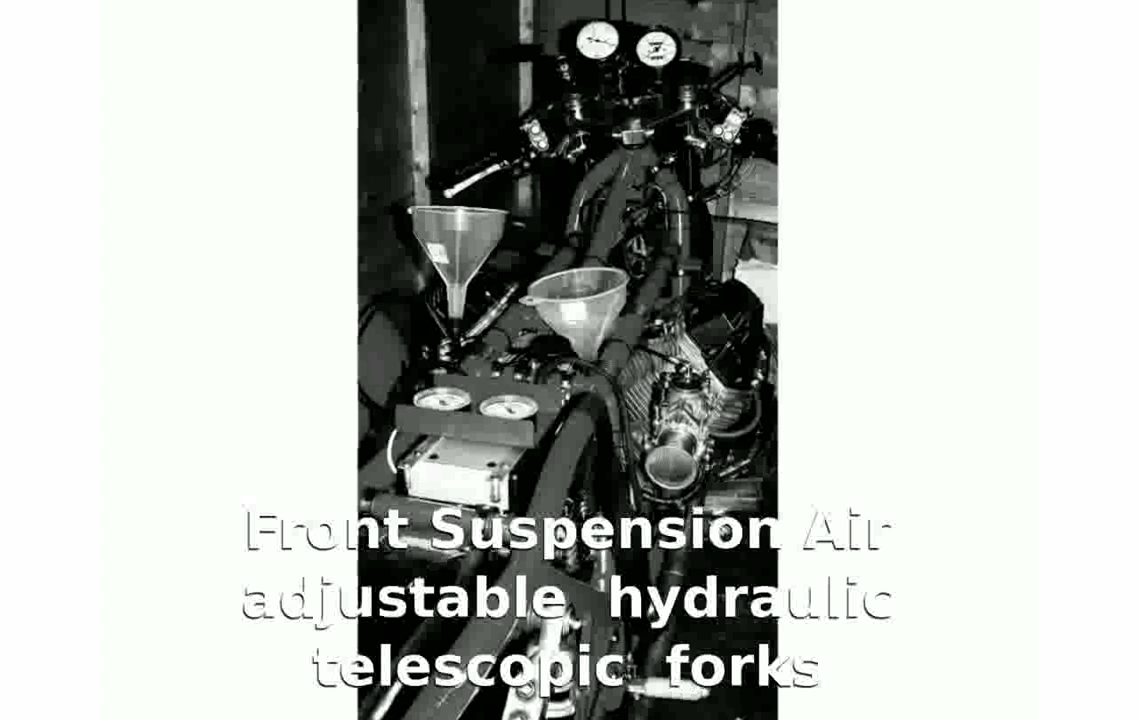 Front Suspension Air
adjustable hydraulic
telescopic forks